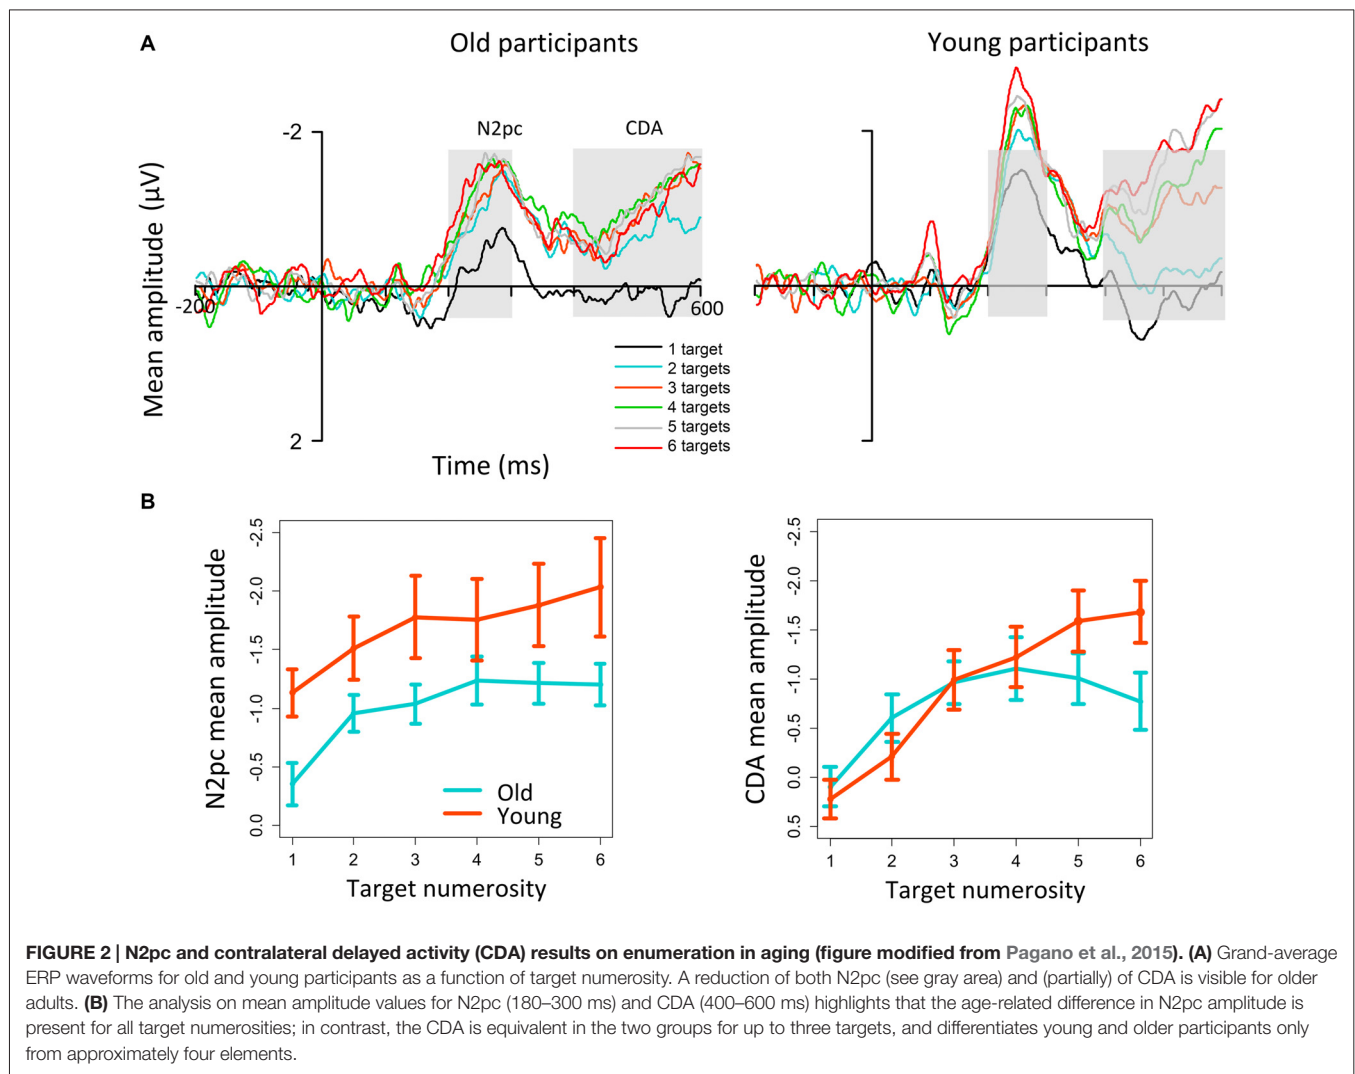 A
Old participants
Young participants
-2
N2pc
CDA
Mean amplitude (µV)
-200
600
1 target
2 targets
3 targets
4 targets
5 targets
6 targets
2
Time (ms)
B
N2pc mean amplitude
-2.5
-2.0
-1.5
-1.0
-0.5
0.0
Old
Young
1 2 3 4 5 6
Target numerosity
CDA mean amplitude
-2.5
-2.0
-1.5
-1.0
-0.5
0.0
0.5
1 2 3 4 5 6
Target numerosity
FIGURE 2 | N2pc and contralateral delayed activity (CDA) results on enumeration in aging (figure modified from Pagano et al., 2015). (A) Grand-average
ERP waveforms for old and young participants as a function of target numerosity. A reduction of both N2pc (see gray area) and (partially) of CDA is visible for older
adults. (B) The analysis on mean amplitude values for N2pc (180–300 ms) and CDA (400–600 ms) highlights that the age-related difference in N2pc amplitude is
present for all target numerosities; in contrast, the CDA is equivalent in the two groups for up to three targets, and differentiates young and older participants only
from approximately four elements.